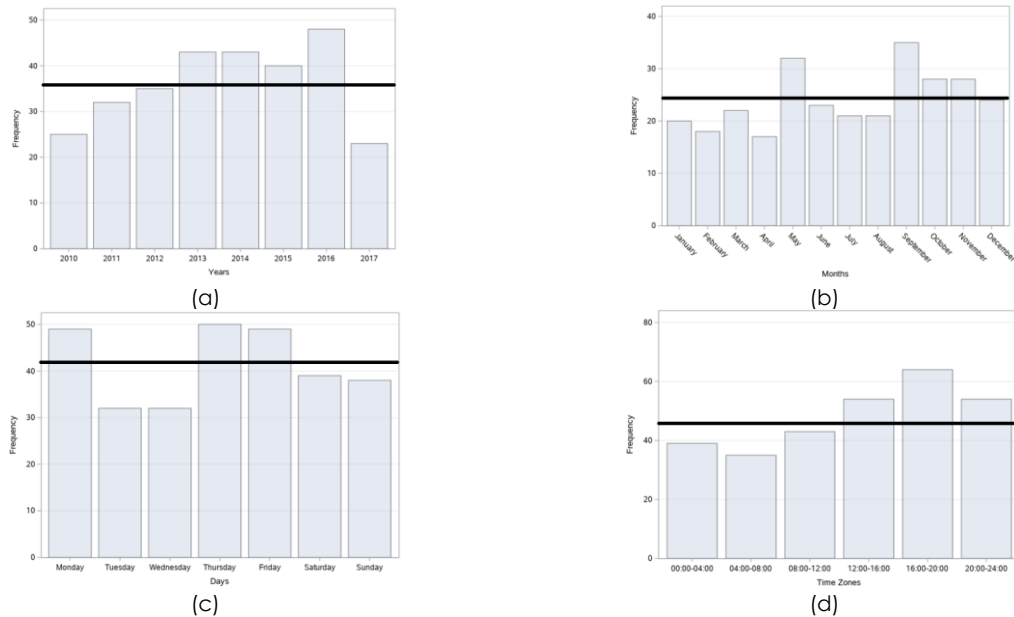 50
40
30
20
10
0
Frequency
2010 2011 2012 2013 2014 2015 2016 2017
Years
(a)
40
30
20
10
0
Frequency
January February March April May June July August September October November December
Months
(b)
50
40
30
20
10
0
Frequency
Monday Tuesday Wednesday Thursday Friday Saturday Sunday
Days
(c)
80
60
40
20
0
Frequency
00:00-04:00 04:00-08:00 08:00-12:00 12:00-16:00 16:00-20:00 20:00-24:00
Time Zones
(d)